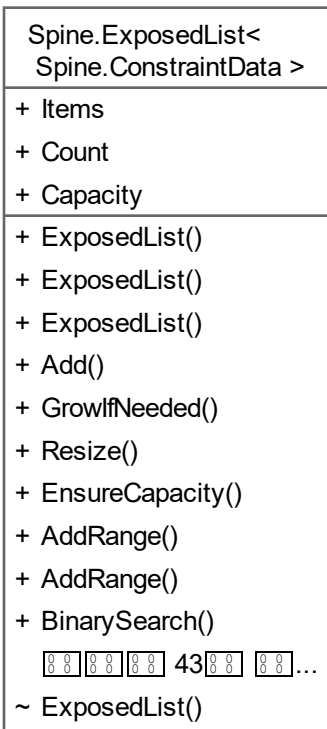 Spine.ExposedList<
Spine.ConstraintData >
+ Items
+ Count
+ Capacity
+ ExposedList()
+ ExposedList()
+ ExposedList()
+ Add()
+ GrowIfNeeded()
+ Resize()
+ EnsureCapacity()
+ AddRange()
+ AddRange()
+ BinarySearch()
43 ...
~ ExposedList()